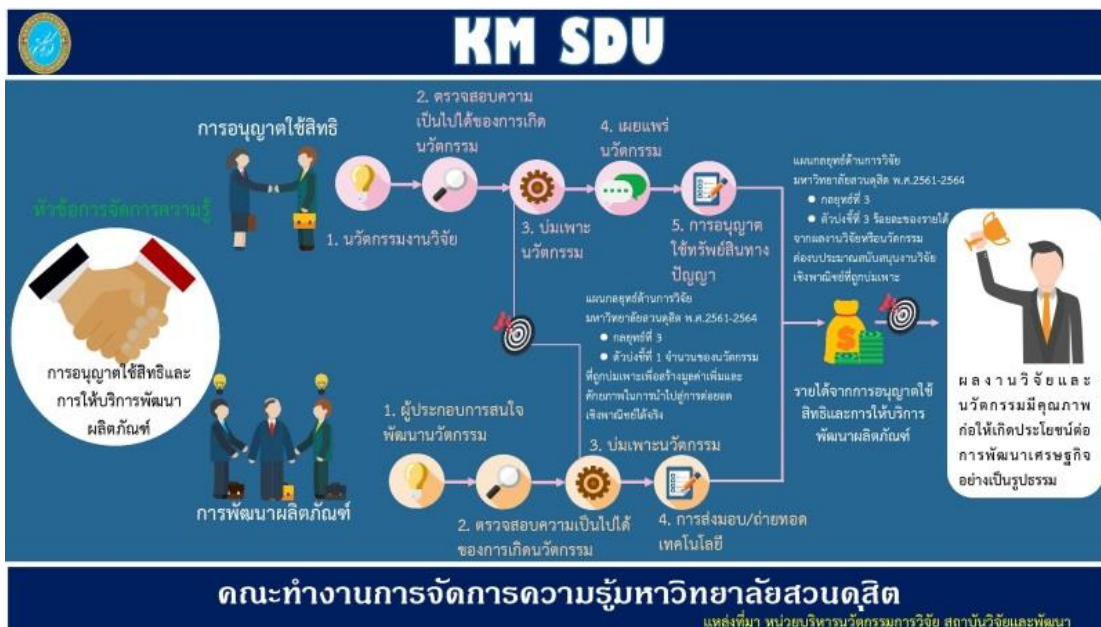 KM SDU
หัวข้อการจัดการความรู้
การอนุญาตใช้สิทธิและ
การให้บริการพัฒนา
ผลิตภัณฑ์
การอนุญาตใช้สิทธิ
1. นวัตกรรมงานวิจัย
2. ตรวจสอบความ
เป็นไปได้ของการเกิด
นวัตกรรม
3. บ่มเพาะ
นวัตกรรม
4. เผยแพร่
นวัตกรรม
5. การอนุญาต
ใช้ทรัพย์สินทาง
ปัญญา
แผนกลยุทธ์ด้านการวิจัย
มหาวิทยาลัยสวนดุสิต พ.ศ.2561-2564
● กลยุทธ์ที่ 3
● ตัวบ่งชี้ที่ 1 จำนวนของนวัตกรรม
ที่ถูกบ่มเพาะเพื่อสร้างมูลค่าเพิ่มและ
ศักยภาพในการนำไปสู่การต่อยอด
เชิงพาณิชย์ได้จริง
การพัฒนาผลิตภัณฑ์
1. ผู้ประกอบการสนใจ
พัฒนานวัตกรรม
2. ตรวจสอบความเป็นไปได้
ของการเกิดนวัตกรรม
3. บ่มเพาะนวัตกรรม
4. การส่งมอบ/ถ่ายทอด
เทคโนโลยี
แผนกลยุทธ์ด้านการวิจัย
มหาวิทยาลัยสวนดุสิต พ.ศ.2561-2564
● กลยุทธ์ที่ 3
● ตัวบ่งชี้ที่ 3 ร้อยละของรายได้
จากผลงานวิจัยหรือนวัตกรรม
ต่องบประมาณสนับสนุนงานวิจัย
เชิงพาณิชย์ที่ถูกบ่มเพาะ
รายได้จากการอนุญาตใช้
สิทธิและการให้บริการ
พัฒนาผลิตภัณฑ์
ผลงานวิจัยและ
นวัตกรรมมีคุณภาพ
ก่อให้เกิดประโยชน์ต่อ
การพัฒนาเศรษฐกิจ
อย่างเป็นรูปธรรม
คณะทำงานการจัดการความรู้มหาวิทยาลัยสวนดุสิต
แหล่งที่มา หน่วยบริหารนวัตกรรมการวิจัย สถาบันวิจัยและพัฒนา